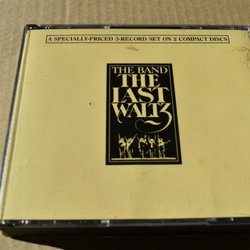 A SPECIALLY-PRICED 3-RECORD SET ON 2 COMPACT DISCS
THE BAND
THE
LAST
WALTZ